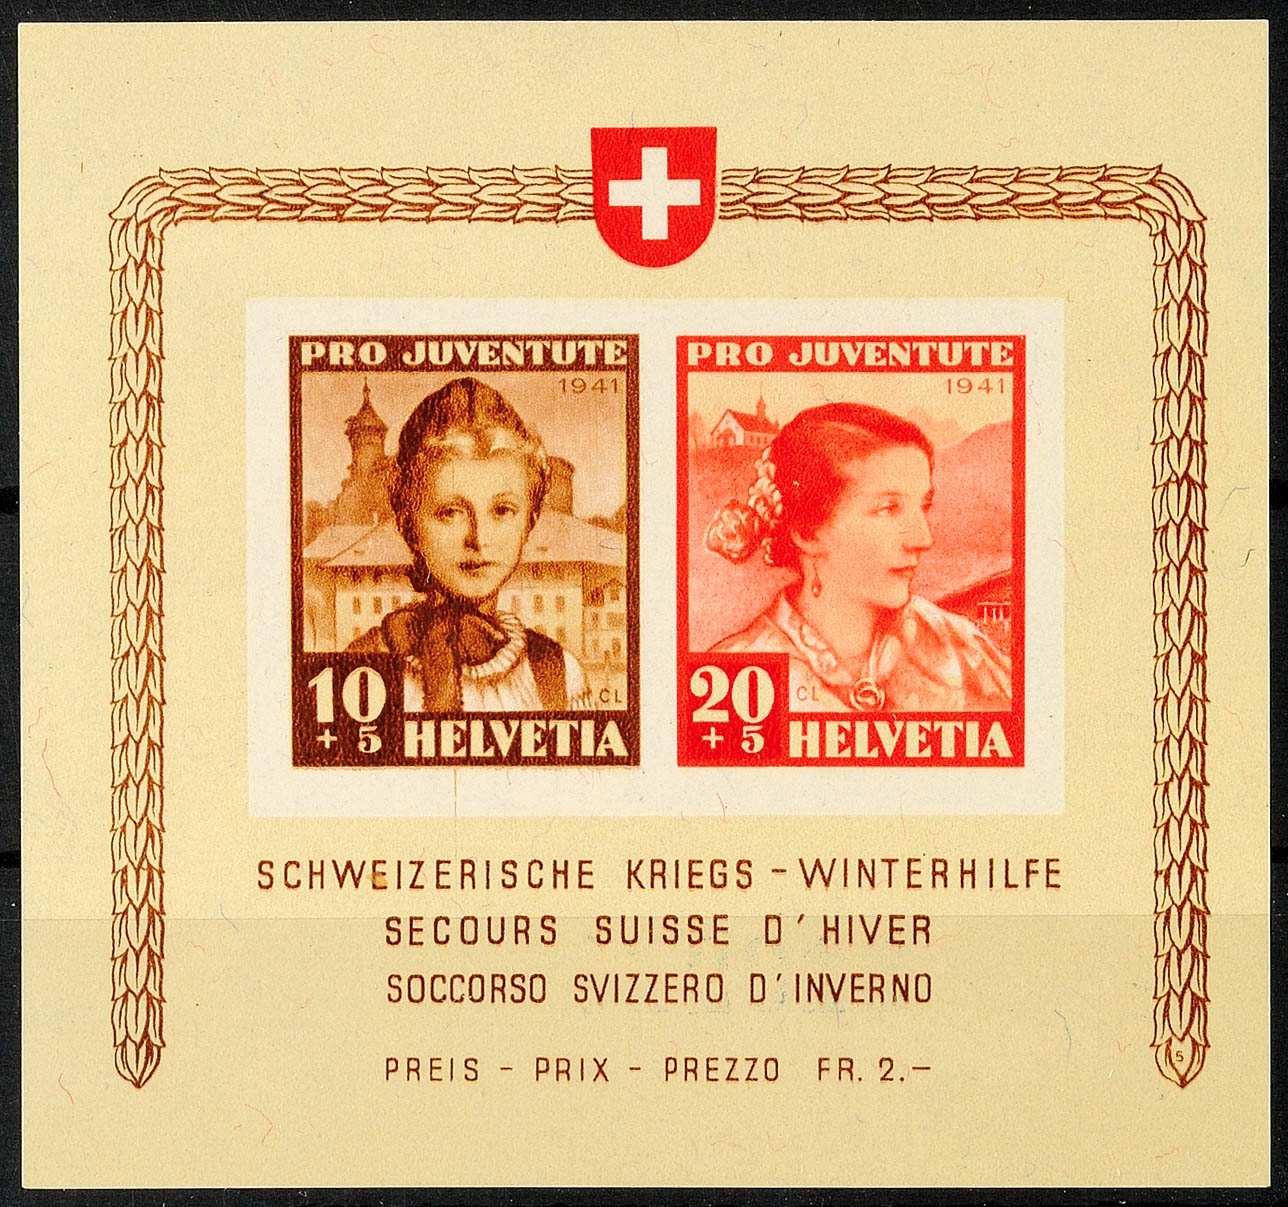 PRO JUVENTUTE
1941
CL
10
+ 5
HELVETIA
PRO JUVENTUTE
1941
CL
20
+ 5
HELVETIA
SCHWEIZERISCHE KRIEGS - WINTERHILFE
SECOURS SUISSE D'HIVER
SOCCORSO SVIZZERO D'INVERNO
PREIS - PRIX - PREZZO FR. 2.–
5